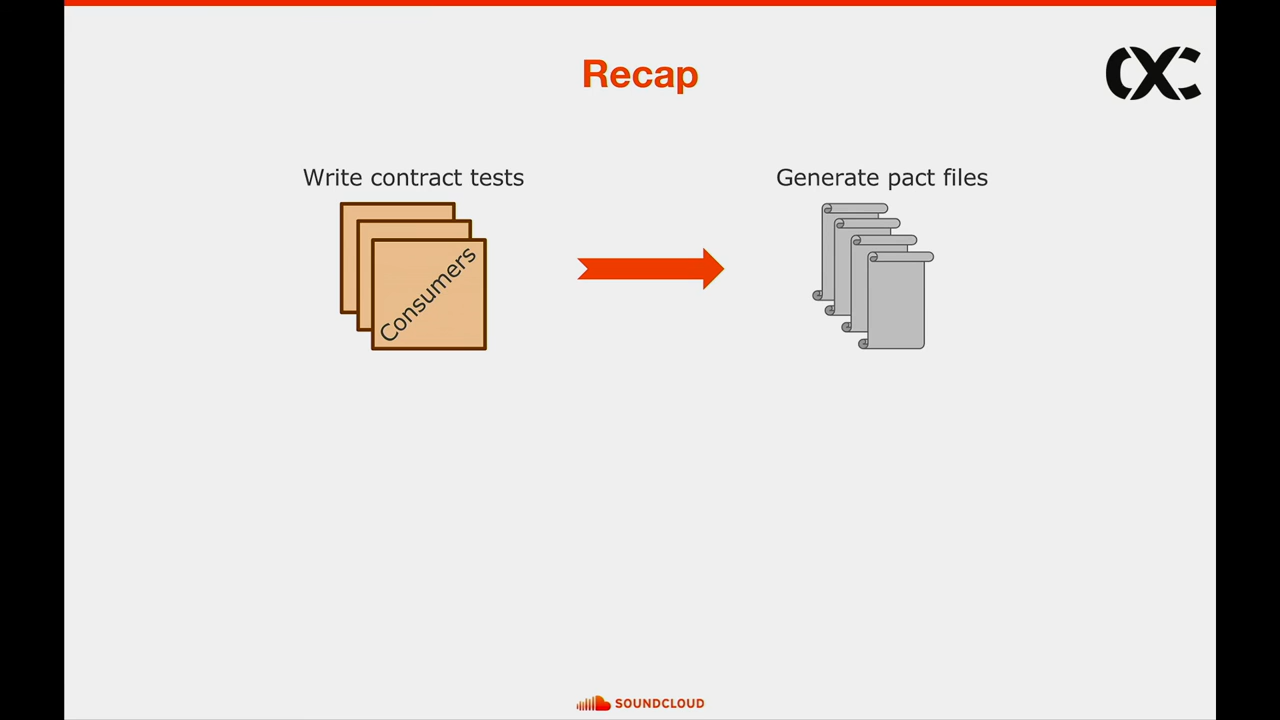 Recap
Write contract tests
Generate pact files
Consumers
SOUNDCLOUD